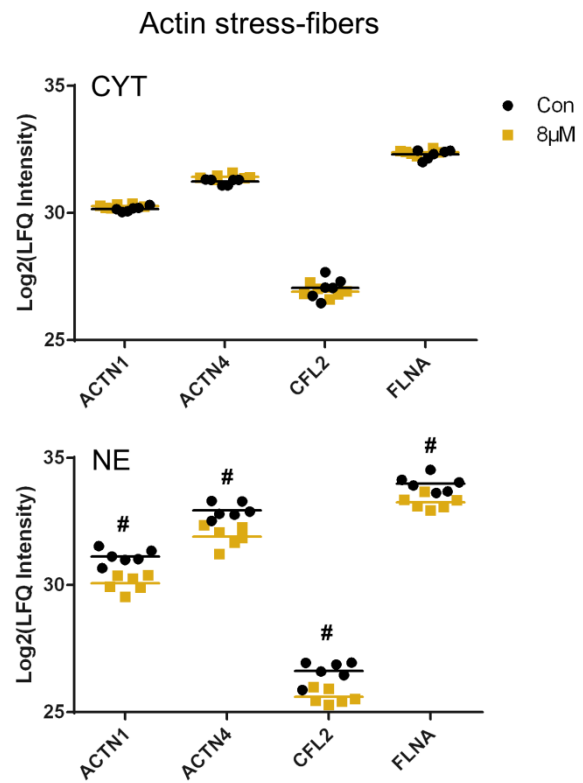 Actin stress-fibers
CYT
Con
8µM
Log2(LFQ Intensity)
35
30
25
ACTN1
ACTN4
CFL2
FLNA
NE
Log2(LFQ Intensity)
35
30
25
#
#
#
#
ACTN1
ACTN4
CFL2
FLNA